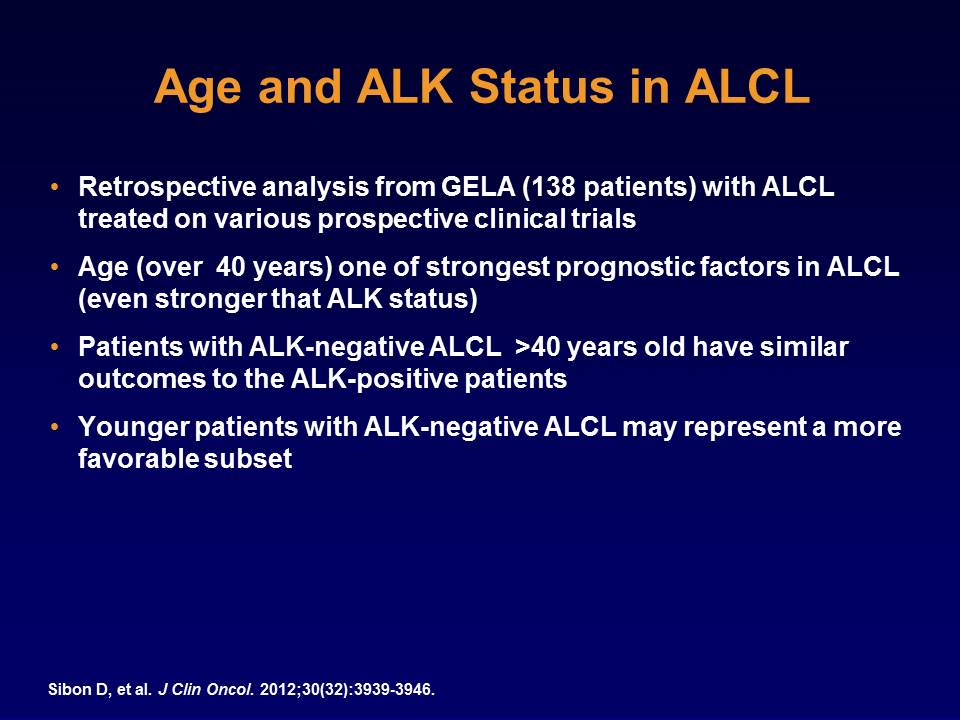 Age and ALK Status in ALCL
• Retrospective analysis from GELA (138 patients) with ALCL
treated on various prospective clinical trials
• Age (over  40 years) one of strongest prognostic factors in ALCL
(even stronger that ALK status)
• Patients with ALK-negative ALCL  >40 years old have similar
outcomes to the ALK-positive patients
• Younger patients with ALK-negative ALCL may represent a more
favorable subset
Sibon D, et al. J Clin Oncol. 2012;30(32):3939-3946.